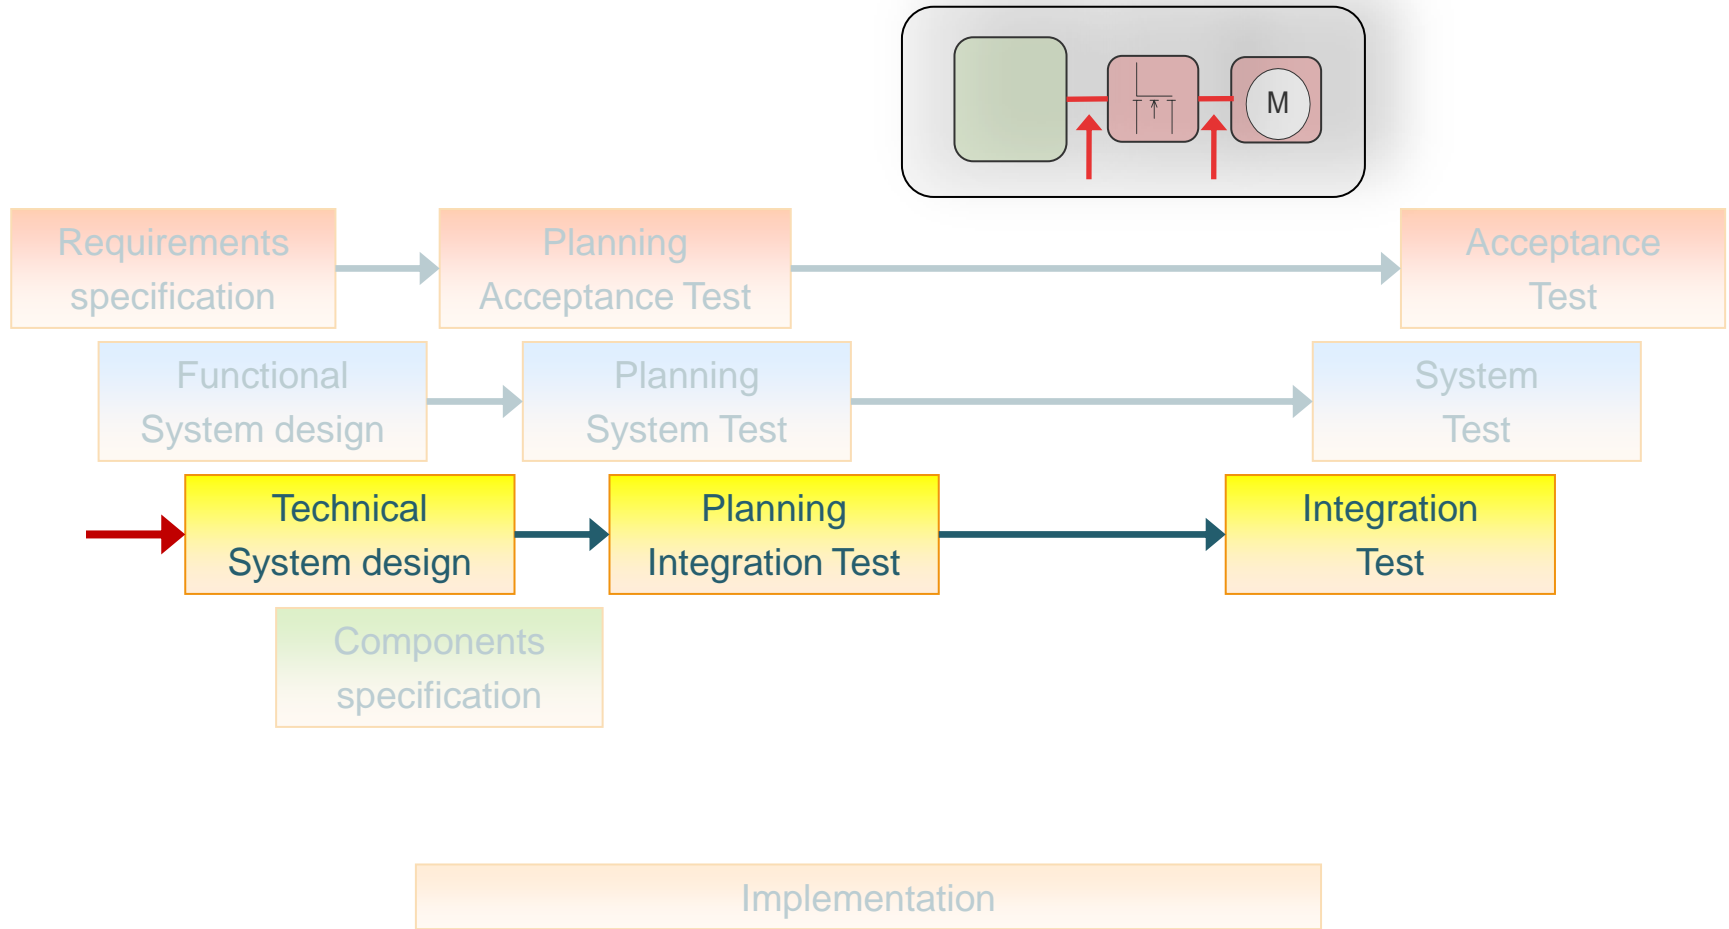 M
Requirements
specification
Planning
Acceptance Test
Acceptance
Test
Functional
System design
Planning
System Test
System
Test
Technical
System design
Planning
Integration Test
Integration
Test
Components
specification
Implementation